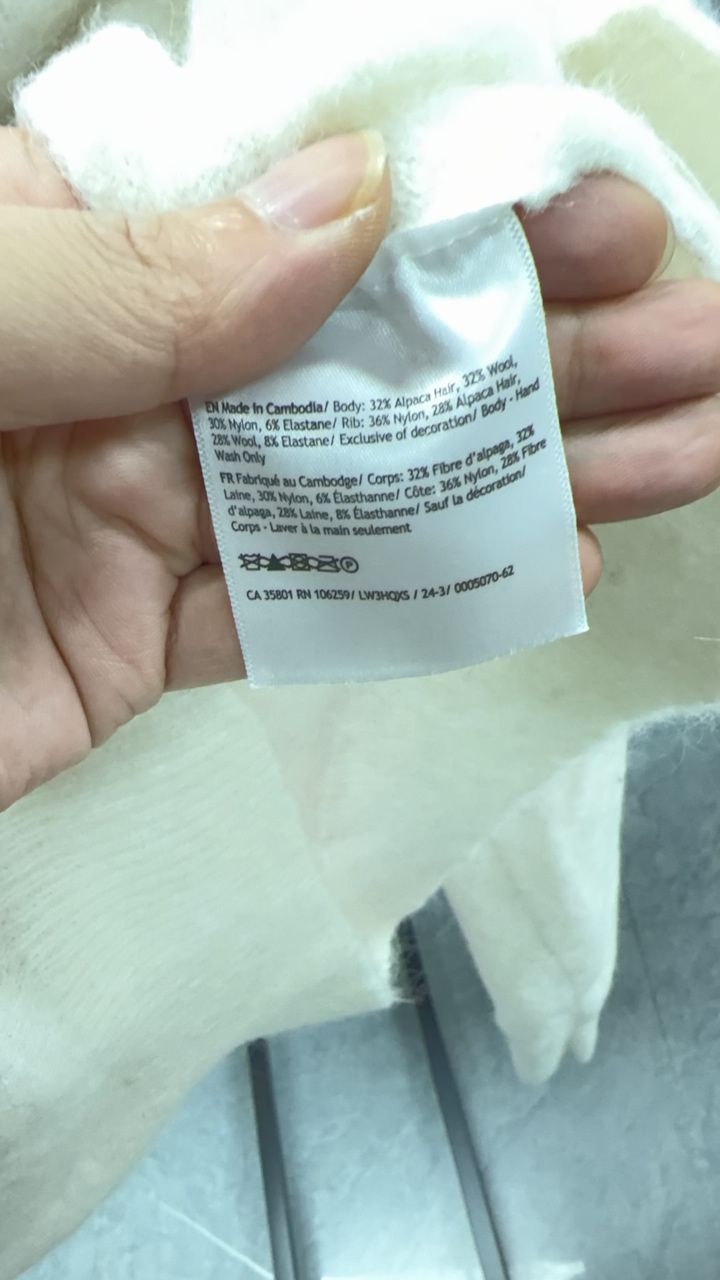 EN Made In Cambodia/ Body: 32% Alpaca Hair, 32% Wool,
30% Nylon, 6% Elastane/ Rib: 36% Nylon, 28% Alpaca Hair,
28% Wool, 8% Elastane/ Exclusive of decoration/ Body - Hand
Wash Only
FR Fabriqué au Cambodge/ Corps: 32% Fibre d'alpaga, 32%
Laine, 30% Nylon, 6% Élasthanne/ Côte: 36% Nylon, 28% Fibre
d'alpaga, 28% Laine, 8% Élasthanne/ Sauf la décoration/
Corps - Laver à la main seulement
P
CA 35801 RN 106259/ LW3HQXS / 24-3/ 0005070-62